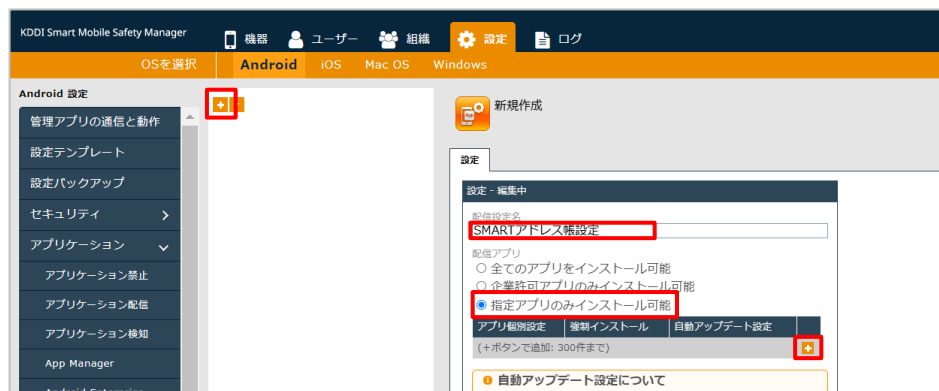 KDDI Smart Mobile Safety Manager
機器 ユーザー 組織 設定 ログ
OSを選択 Android iOS Mac OS Windows
Android 設定
管理アプリの通信と動作
設定テンプレート
設定バックアップ
セキュリティ
アプリケーション
アプリケーション禁止
アプリケーション配信
アプリケーション検知
App Manager
Android Enterprise
新規作成
設定
設定 - 編集中
配信設定名
SMARTアドレス帳設定
配信アプリ
全てのアプリをインストール可能
企業許可アプリのみインストール可能
指定アプリのみインストール可能
アプリ個別設定 強制インストール 自動アップデート設定
(+ボタンで追加: 300件まで)
自動アップデート設定について